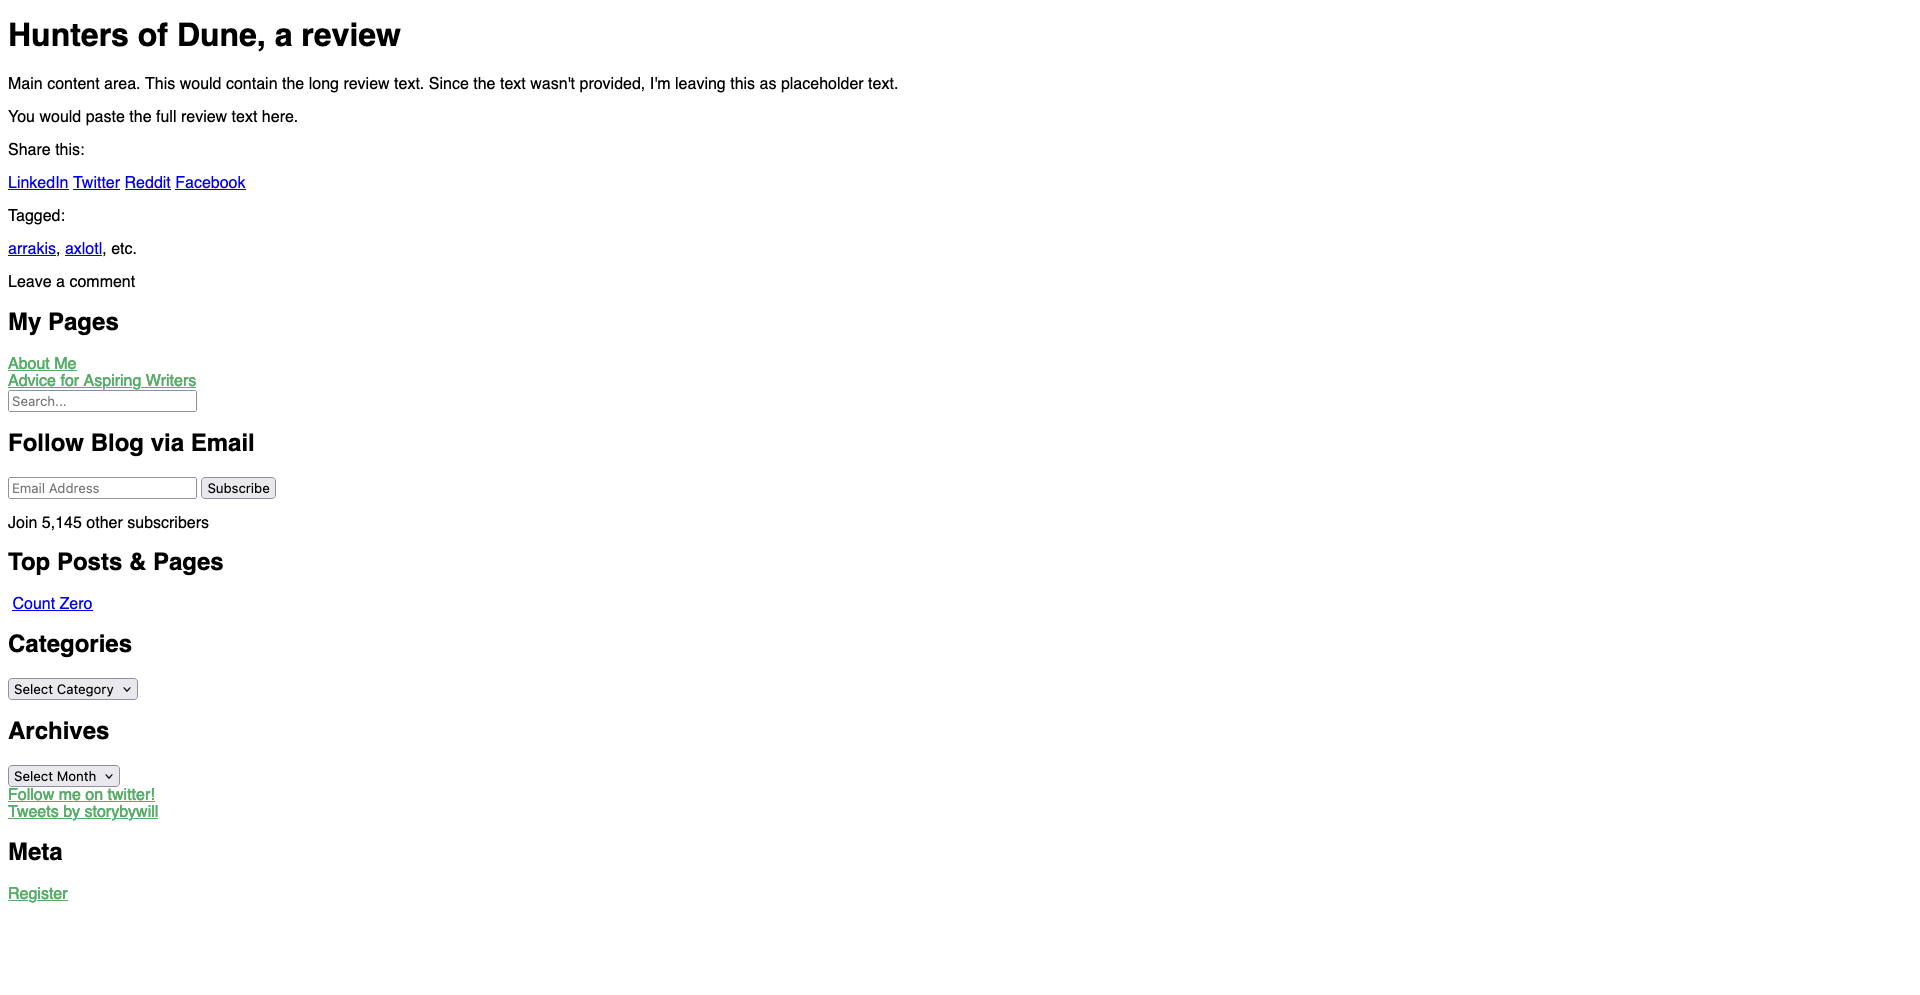 Hunters of Dune, a review
Main content area. This would contain the long review text. Since the text wasn't provided, I'm leaving this as placeholder text.
You would paste the full review text here.
Share this:
LinkedIn Twitter Reddit Facebook
Tagged:
arrakis, axlotl, etc.
Leave a comment
My Pages
About Me
Advice for Aspiring Writers
Search...
Follow Blog via Email
Email Address Subscribe
Join 5,145 other subscribers
Top Posts & Pages
Count Zero
Categories
Select Category
Archives
Select Month
Follow me on twitter!
Tweets by storybywill
Meta
Register